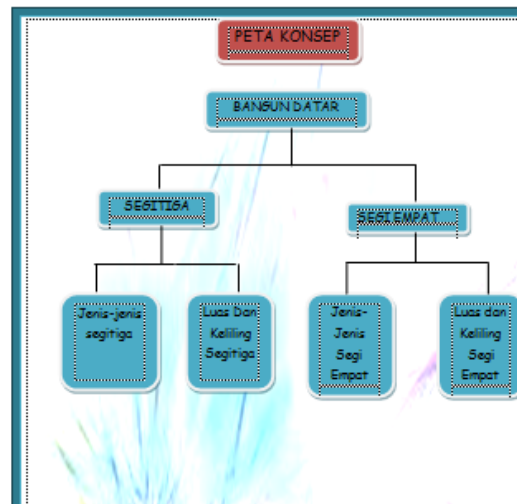 PETA KONSEP
BANGUN DATAR
SEGITIGA
SEGI EMPAT
Jenis-jenis
segitiga
Luas Dan
Keliling
Segitiga
Jenis-
Jenis
Segi
Empat
Luas dan
Keliling
Segi
Empat